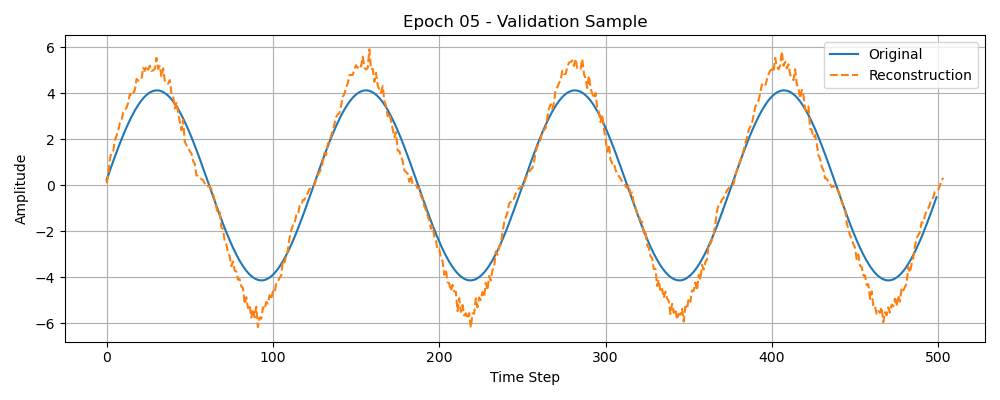 Epoch 05 - Validation Sample
Original
Reconstruction
Amplitude
6
4
2
0
−2
−4
−6
0 100 200 300 400 500
Time Step